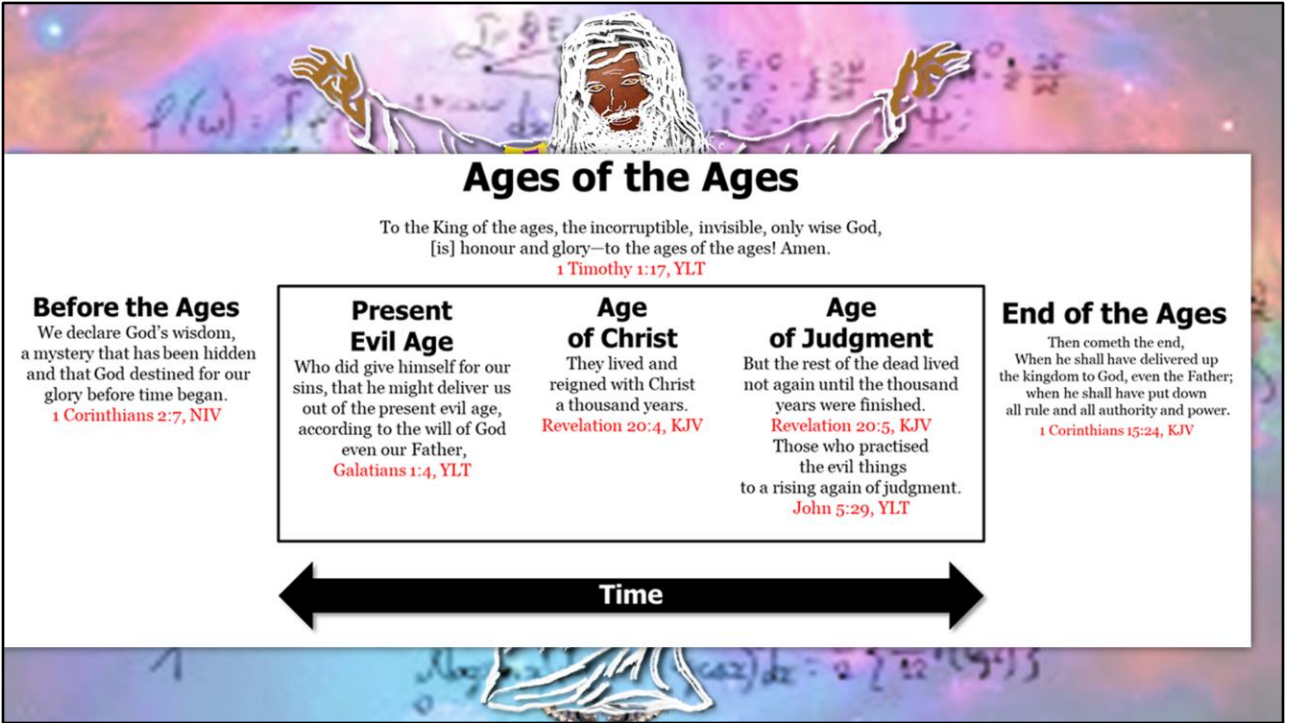 Ages of the Ages
To the King of the ages, the incorruptible, invisible, only wise God,
[is] honour and glory—to the ages of the ages! Amen.
1 Timothy 1:17, YLT
Before the Ages
We declare God's wisdom,
a mystery that has been hidden
and that God destined for our
glory before time began.
1 Corinthians 2:7, NIV
Present
Evil Age
Who did give himself for our
sins, that he might deliver us
out of the present evil age,
according to the will of God
even our Father,
Galatians 1:4, YLT
Age
of Christ
They lived and
reigned with Christ
a thousand years.
Revelation 20:4, KJV
Age
of Judgment
But the rest of the dead lived
not again until the thousand
years were finished.
Revelation 20:5, KJV
Those who practised
the evil things
to a rising again of judgment.
John 5:29, YLT
End of the Ages
Then cometh the end,
When he shall have delivered up
the kingdom to God, even the Father;
when he shall have put down
all rule and all authority and power.
1 Corinthians 15:24, KJV
Time